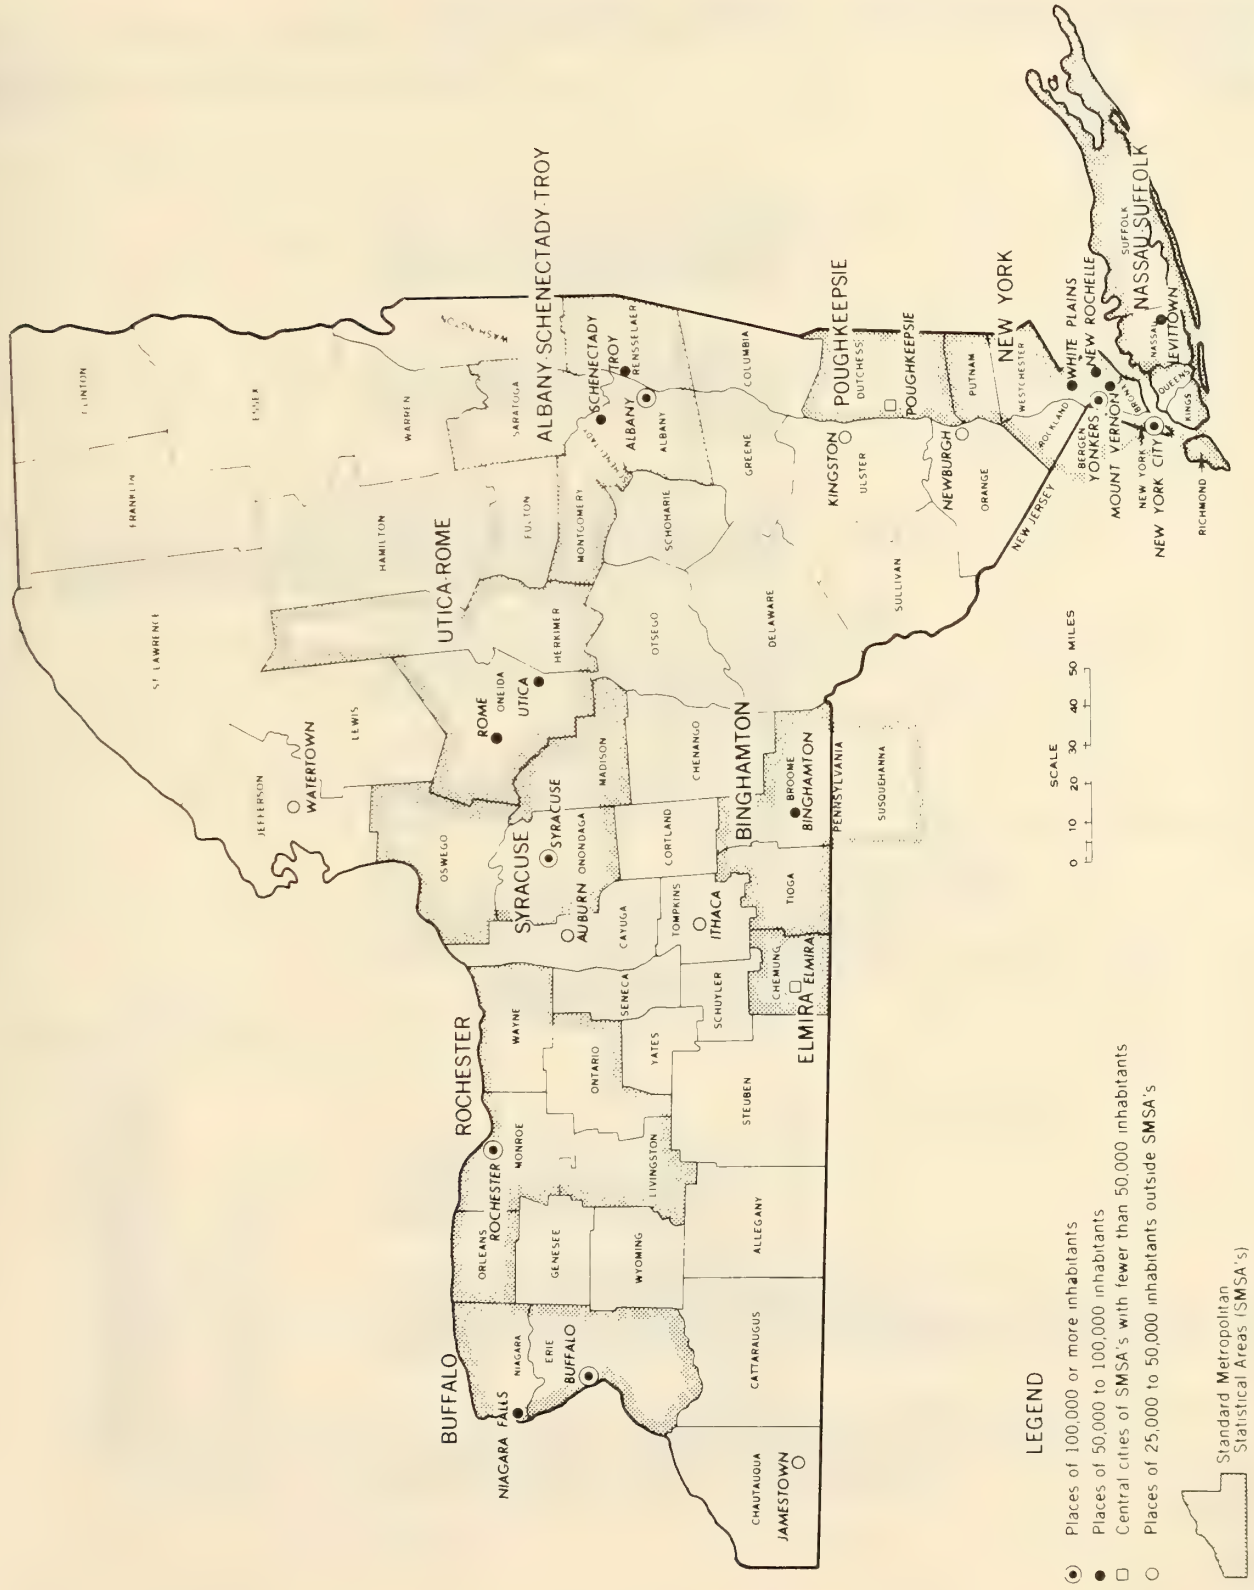 CLINTON
FRANKLIN
ST. LAWRENCE
ESSEX
JEFFERSON
WATERTOWN
LEWIS
HAMILTON
WARREN
WASHINGTON
UTICA-ROME
OSWEGO
ROME
ONEIDA
UTICA
HERKIMER
FULTON
SARATOGA
MONTGOMERY
ALBANY-SCHENECTADY-TROY
SCHENECTADY
SCHENECTADY
TROY
RENSSELAER
ALBANY
ALBANY
BUFFALO
NIAGARA FALLS
NIAGARA
ERIE
BUFFALO
ORLEANS
GENESEE
WYOMING
ROCHESTER
ROCHESTER
MONROE
LIVINGSTON
WAYNE
ONTARIO
YATES
SENECA
SYRACUSE
SYRACUSE
ONONDAGA
AUBURN
CAYUGA
MADISON
CORTLAND
CHENANGO
OTSEGO
SCHOHARIE
GREENE
COLUMBIA
TOMPKINS
ITHACA
SCHUYLER
STEUBEN
ALLEGANY
CATTARAUGUS
CHAUTAUQUA
JAMESTOWN
CHEMUNG
ELMIRA
ELMIRA
TIOGA
BINGHAMTON
BROOME
BINGHAMTON
DELAWARE
PENNSYLVANIA
SUSQUEHANNA
POUGHKEEPSIE
DUTCHESS
POUGHKEEPSIE
KINGSTON
ULSTER
SULLIVAN
NEWBURGH
ORANGE
PUTNAM
NEW YORK
WESTCHESTER
ROCKLAND
NEW JERSEY
BERGEN
WHITE PLAINS
YONKERS
NEW ROCHELLE
MOUNT VERNON
BRONX
NEW YORK
NEW YORK CITY
QUEENS
KINGS
RICHMOND
NASSAU
LEVITTOWN
SUFFOLK
NASSAU-SUFFOLK
SCALE
0 10 20 30 40 50 MILES
LEGEND
Places of 100,000 or more inhabitants
Places of 50,000 to 100,000 inhabitants
Central cities of SMSA's with fewer than 50,000 inhabitants
Places of 25,000 to 50,000 inhabitants outside SMSA's
Standard Metropolitan
Statistical Areas (SMSA's)